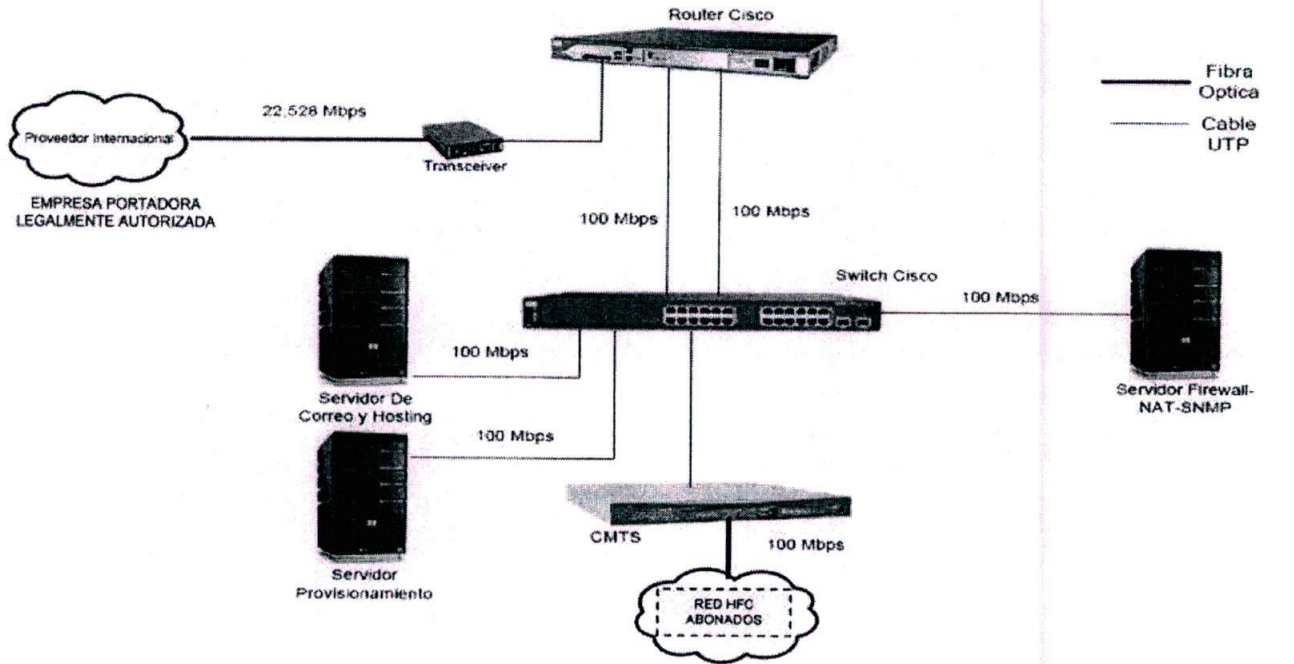 Router Cisco
Fibra
Optica
Cable
UTP
22,528 Mbps
Proveedor Internacional
Transceiver
EMPRESA PORTADORA
LEGALMENTE AUTORIZADA
100 Mbps
100 Mbps
Switch Cisco
100 Mbps
100 Mbps
Servidor De
Correo y Hosting
Servidor Firewall-
NAT-SNMP
100 Mbps
CMTS
100 Mbps
Servidor
Provisionamiento
RED HFC
ABONADOS